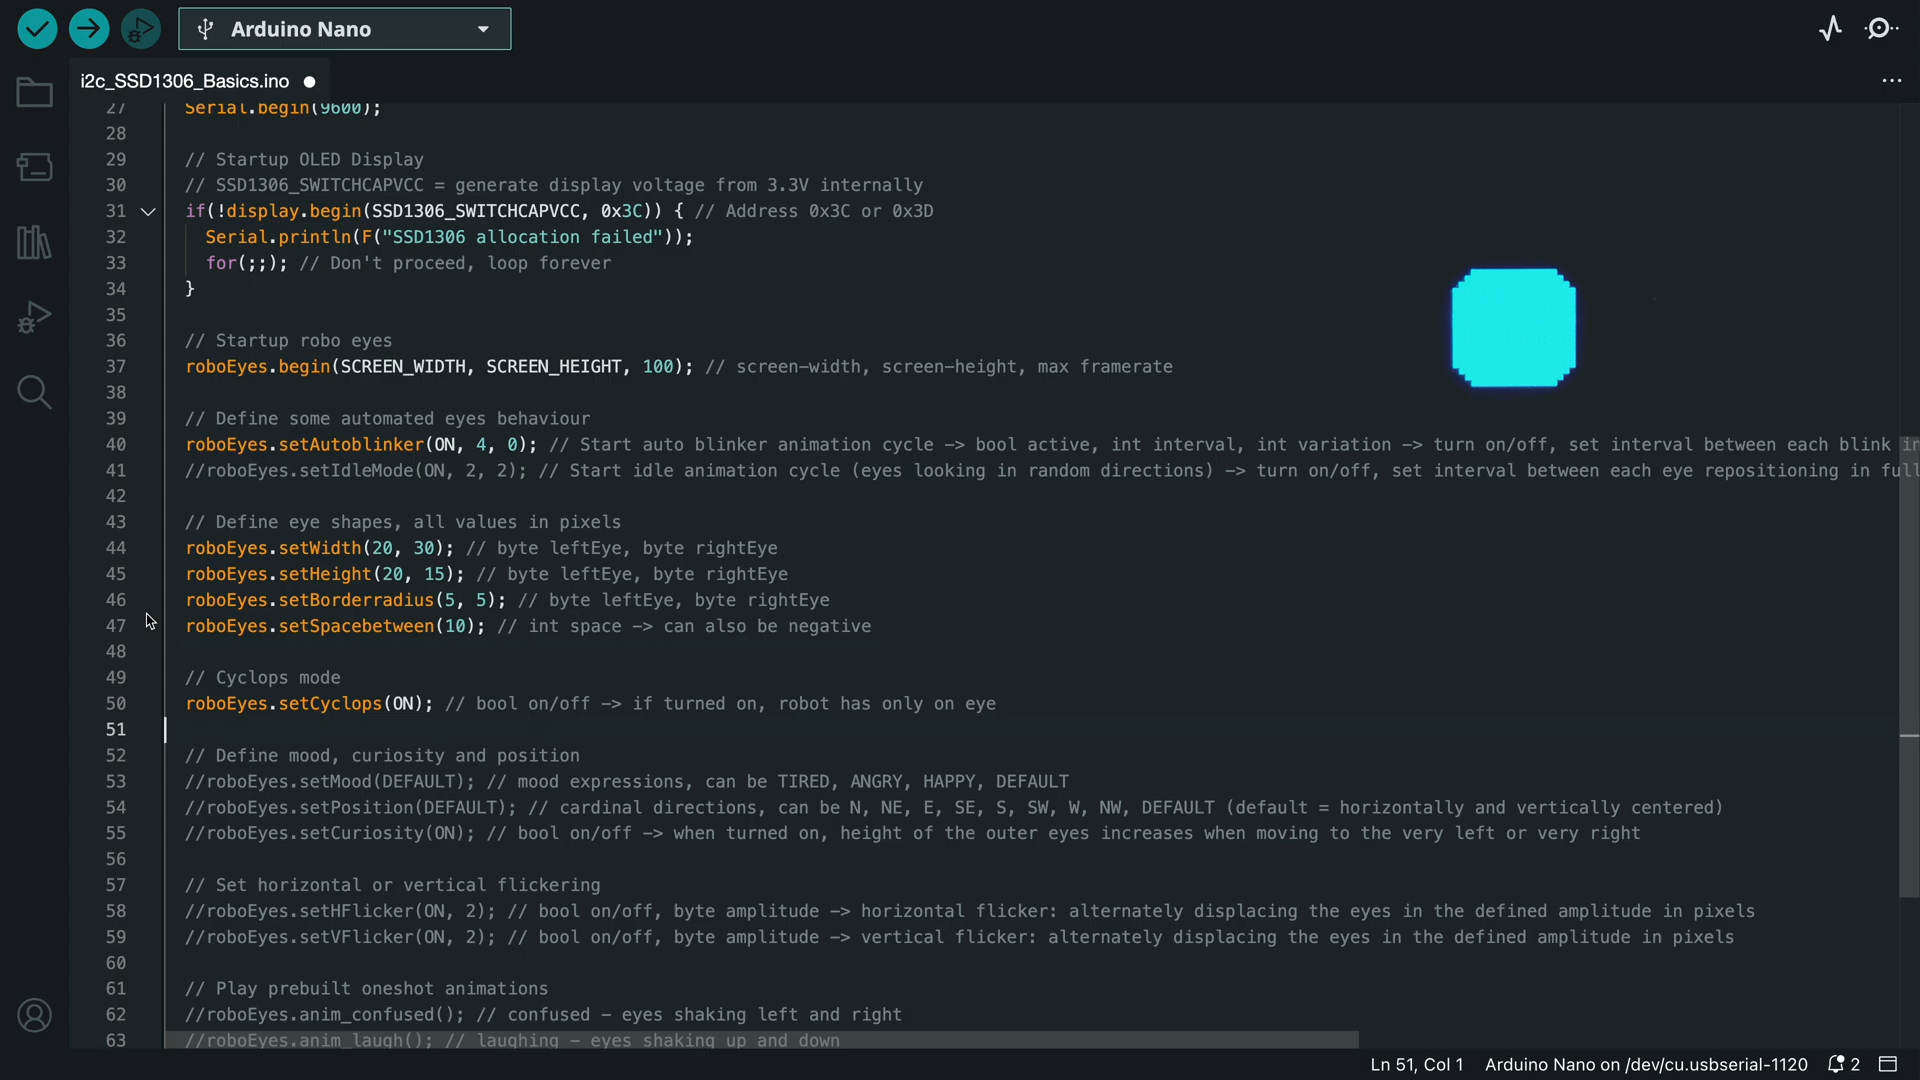 Arduino Nano
i2c_SSD1306_Basics.ino
27 Serial.begin(9600);
28
29 // Startup OLED Display
30 // SSD1306_SWITCHCAPVCC = generate display voltage from 3.3V internally
31 if(!display.begin(SSD1306_SWITCHCAPVCC, 0x3C)) { // Address 0x3C or 0x3D
32 Serial.println(F("SSD1306 allocation failed"));
33 for(;;); // Don't proceed, loop forever
34 }
35
36 // Startup robo eyes
37 roboEyes.begin(SCREEN_WIDTH, SCREEN_HEIGHT, 100); // screen-width, screen-height, max framerate
38
39 // Define some automated eyes behaviour
40 roboEyes.setAutoblinker(ON, 4, 0); // Start auto blinker animation cycle -> bool active, int interval, int variation -> turn on/off, set interval between each blink in
41 //roboEyes.setIdleMode(ON, 2, 2); // Start idle animation cycle (eyes looking in random directions) -> turn on/off, set interval between each eye repositioning in full
42
43 // Define eye shapes, all values in pixels
44 roboEyes.setWidth(20, 30); // byte leftEye, byte rightEye
45 roboEyes.setHeight(20, 15); // byte leftEye, byte rightEye
46 roboEyes.setBorderradius(5, 5); // byte leftEye, byte rightEye
47 roboEyes.setSpacebetween(10); // int space -> can also be negative
48
49 // Cyclops mode
50 roboEyes.setCyclops(ON); // bool on/off -> if turned on, robot has only on eye
51
52 // Define mood, curiosity and position
53 //roboEyes.setMood(DEFAULT); // mood expressions, can be TIRED, ANGRY, HAPPY, DEFAULT
54 //roboEyes.setPosition(DEFAULT); // cardinal directions, can be N, NE, E, SE, S, SW, W, NW, DEFAULT (default = horizontally and vertically centered)
55 //roboEyes.setCuriosity(ON); // bool on/off -> when turned on, height of the outer eyes increases when moving to the very left or very right
56
57 // Set horizontal or vertical flickering
58 //roboEyes.setHFlicker(ON, 2); // bool on/off, byte amplitude -> horizontal flicker: alternately displacing the eyes in the defined amplitude in pixels
59 //roboEyes.setVFlicker(ON, 2); // bool on/off, byte amplitude -> vertical flicker: alternately displacing the eyes in the defined amplitude in pixels
60
61 // Play prebuilt oneshot animations
62 //roboEyes.anim_confused(); // confused - eyes shaking left and right
63 //roboEyes.anim_laugh(); // laughing - eyes shaking up and down
Ln 51, Col 1 Arduino Nano on /dev/cu.usbserial-1120 2